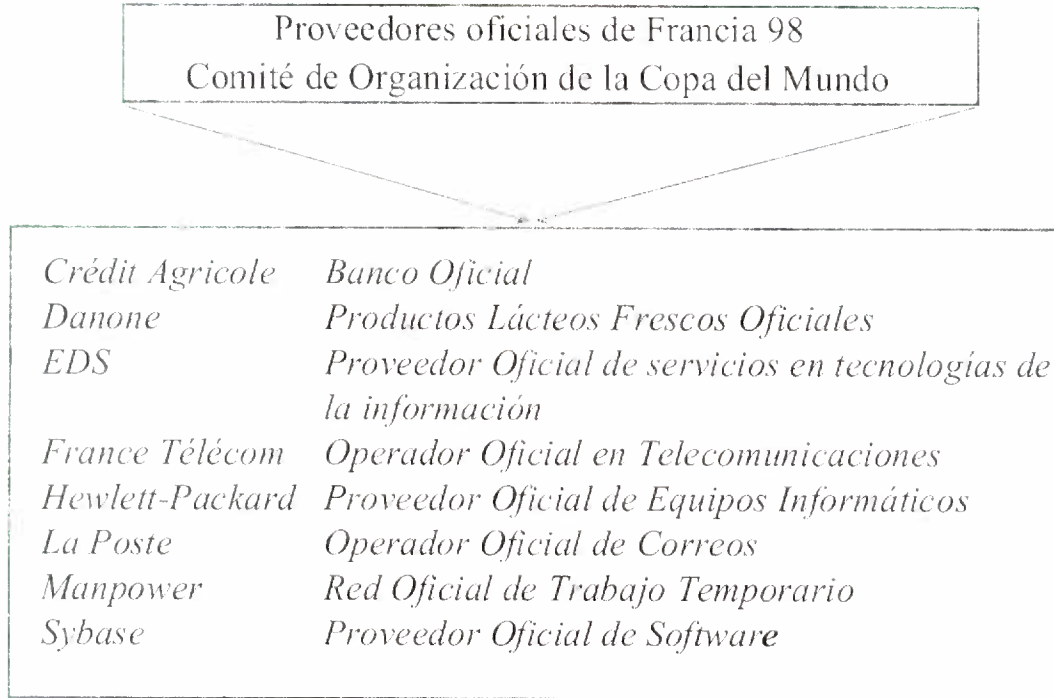 Proveedores oficiales de Francia 98
Comité de Organización de la Copa del Mundo
Crédit Agricole Banco Oficial
Danone Productos Lácteos Frescos Oficiales
EDS Proveedor Oficial de servicios en tecnologías de
la información
France Télécom Operador Oficial en Telecomunicaciones
Hewlett-Packard Proveedor Oficial de Equipos Informáticos
La Poste Operador Oficial de Correos
Manpower Red Oficial de Trabajo Temporario
Sybase Proveedor Oficial de Software